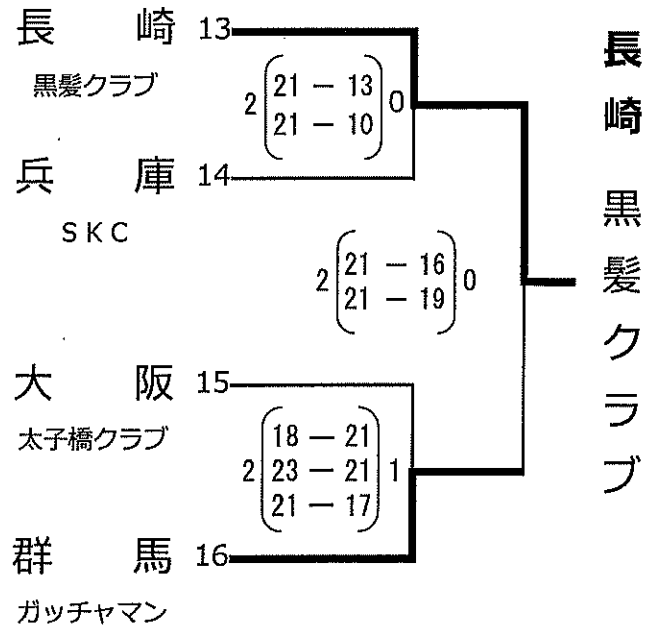 長崎 13
黒髪クラブ
2 21 － 13 0
21 － 10
兵庫 14
SKC
2 21 － 16 0
21 － 19
大阪 15
太子橋クラブ
18 － 21
2 23 － 21 1
21 － 17
群馬 16
ガッチャマン
長崎 黒髪クラブ